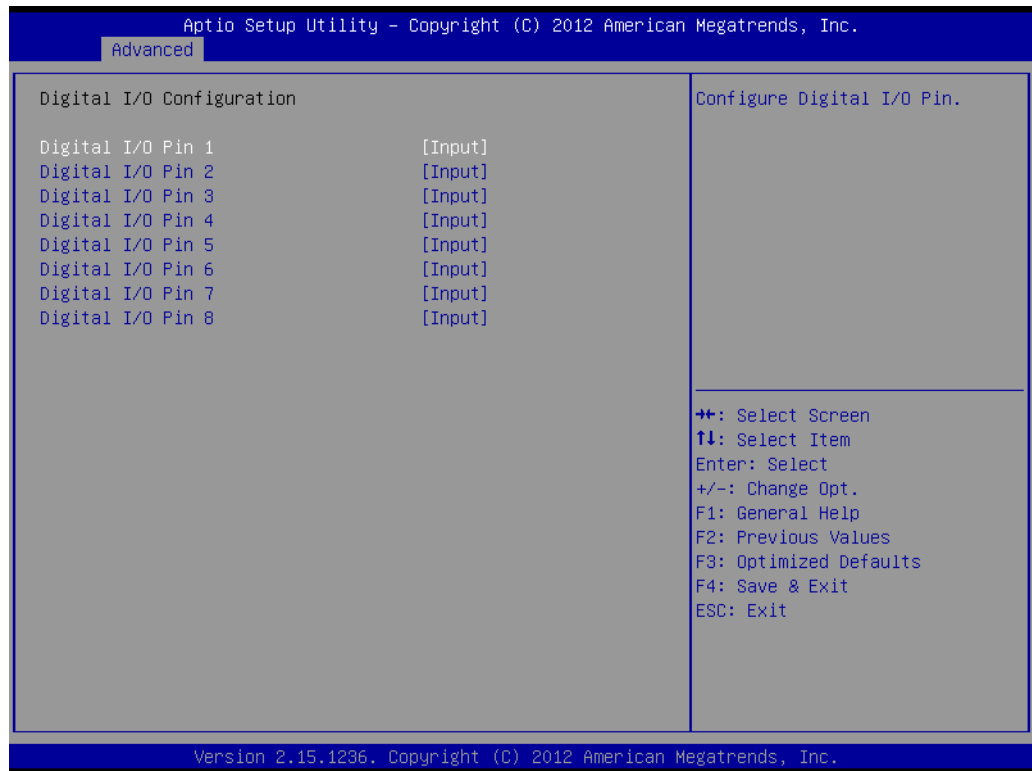 Aptio Setup Utility – Copyright (C) 2012 American Megatrends, Inc.
Advanced
Digital I/O Configuration
Digital I/O Pin 1 [Input]
Digital I/O Pin 2 [Input]
Digital I/O Pin 3 [Input]
Digital I/O Pin 4 [Input]
Digital I/O Pin 5 [Input]
Digital I/O Pin 6 [Input]
Digital I/O Pin 7 [Input]
Digital I/O Pin 8 [Input]
Configure Digital I/O Pin.
→←: Select Screen
↑↓: Select Item
Enter: Select
+/-: Change Opt.
F1: General Help
F2: Previous Values
F3: Optimized Defaults
F4: Save & Exit
ESC: Exit
Version 2.15.1236. Copyright (C) 2012 American Megatrends, Inc.